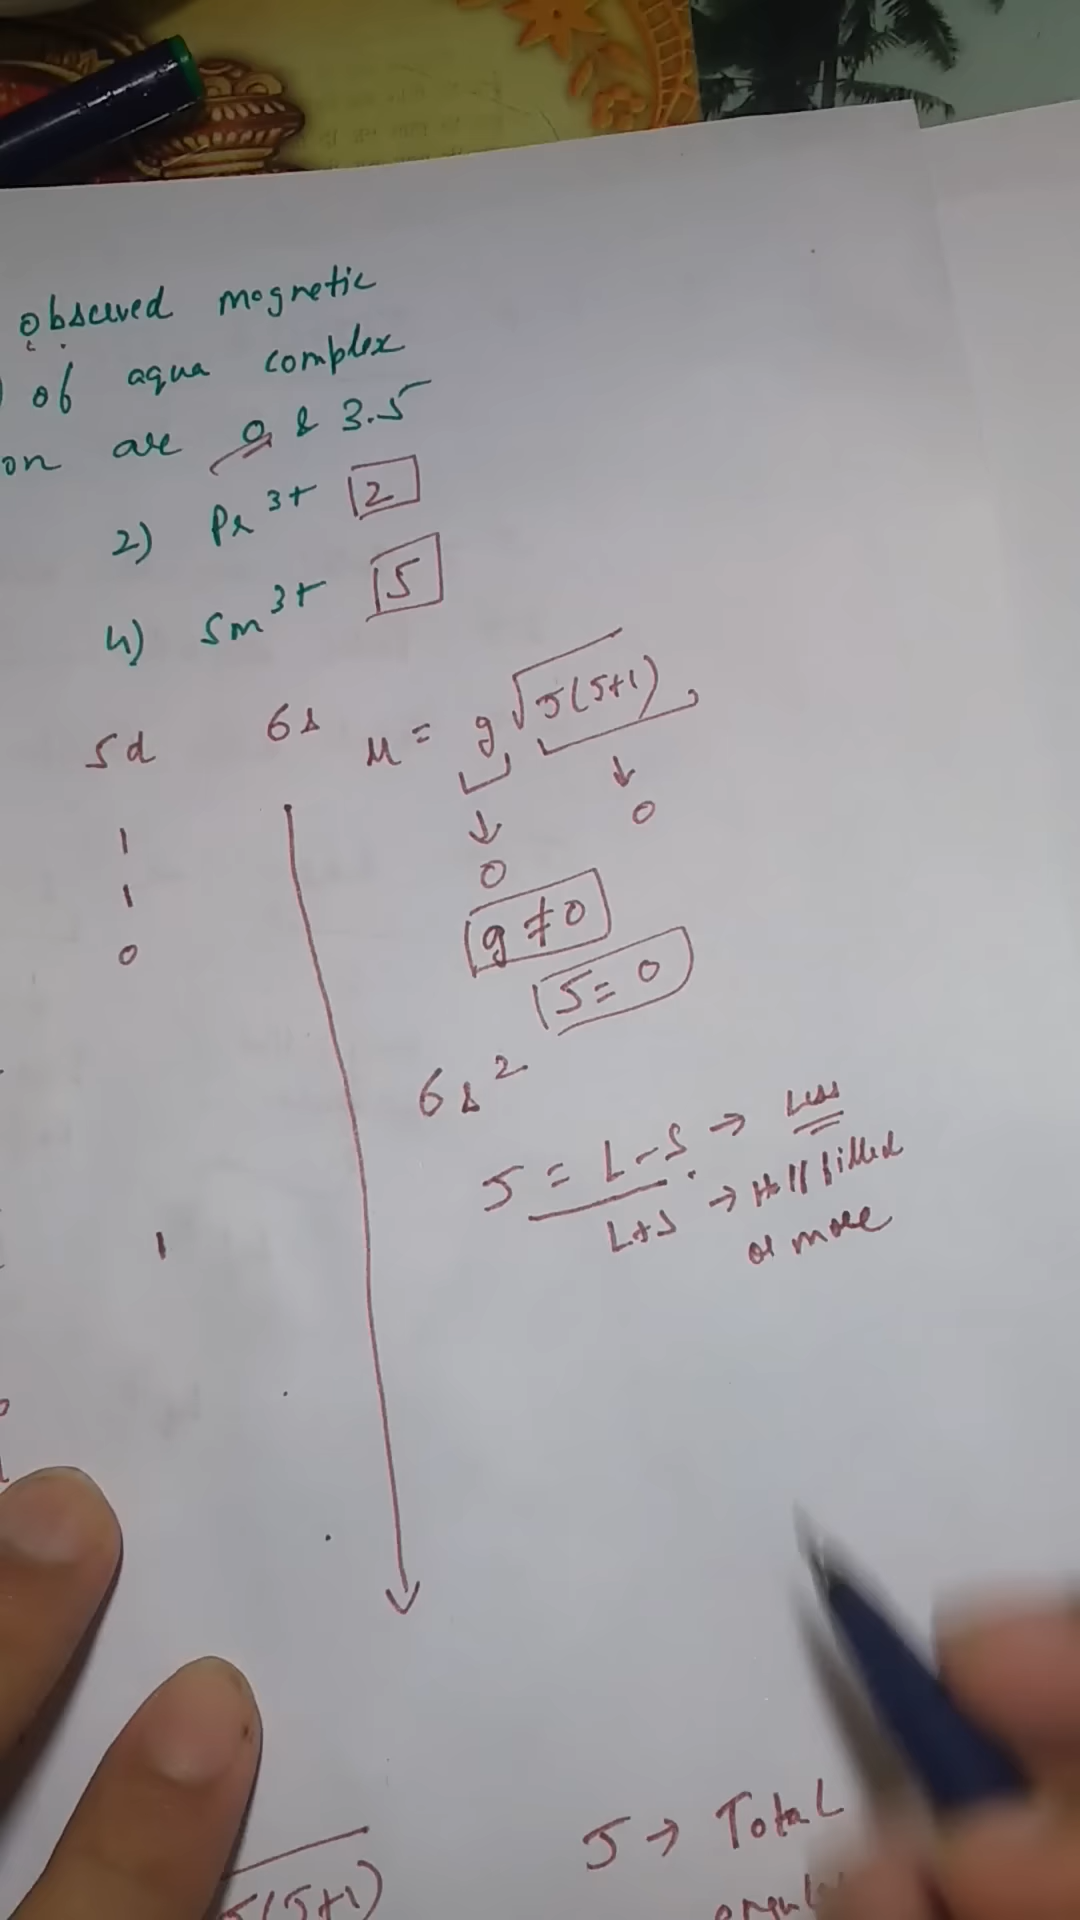 observed magnetic
of aqua complex
on are 0 & 3.5
2) Pr 3+ 2
4) Sm 3+ 5
5d 6s μ = g √J(J+1)
1
1
0
0
0
g ≠ 0
J = 0
6s 2
J = L-S → Less
L+S → Half filled
or more
1
J → Total
J(J+1)